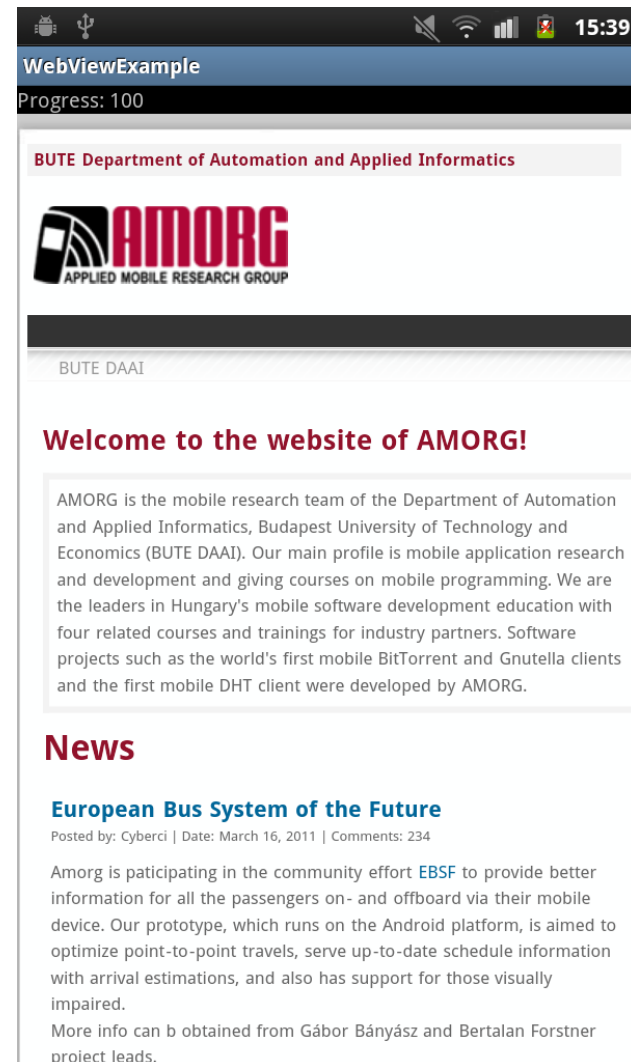 15:39
WebViewExample
Progress: 100
BUTE Department of Automation and Applied Informatics
AMORG
APPLIED MOBILE RESEARCH GROUP
BUTE DAAI
Welcome to the website of AMORG!
AMORG is the mobile research team of the Department of Automation
and Applied Informatics, Budapest University of Technology and
Economics (BUTE DAAI). Our main profile is mobile application research
and development and giving courses on mobile programming. We are
the leaders in Hungary's mobile software development education with
four related courses and trainings for industry partners. Software
projects such as the world's first mobile BitTorrent and Gnutella clients
and the first mobile DHT client were developed by AMORG.
News
European Bus System of the Future
Posted by: Cyberci | Date: March 16, 2011 | Comments: 234
Amorg is paticipating in the community effort EBSF to provide better
information for all the passengers on- and offboard via their mobile
device. Our prototype, which runs on the Android platform, is aimed to
optimize point-to-point travels, serve up-to-date schedule information
with arrival estimations, and also has support for those visually
impaired.
More info can b obtained from Gábor Bányász and Bertalan Forstner
project leads.